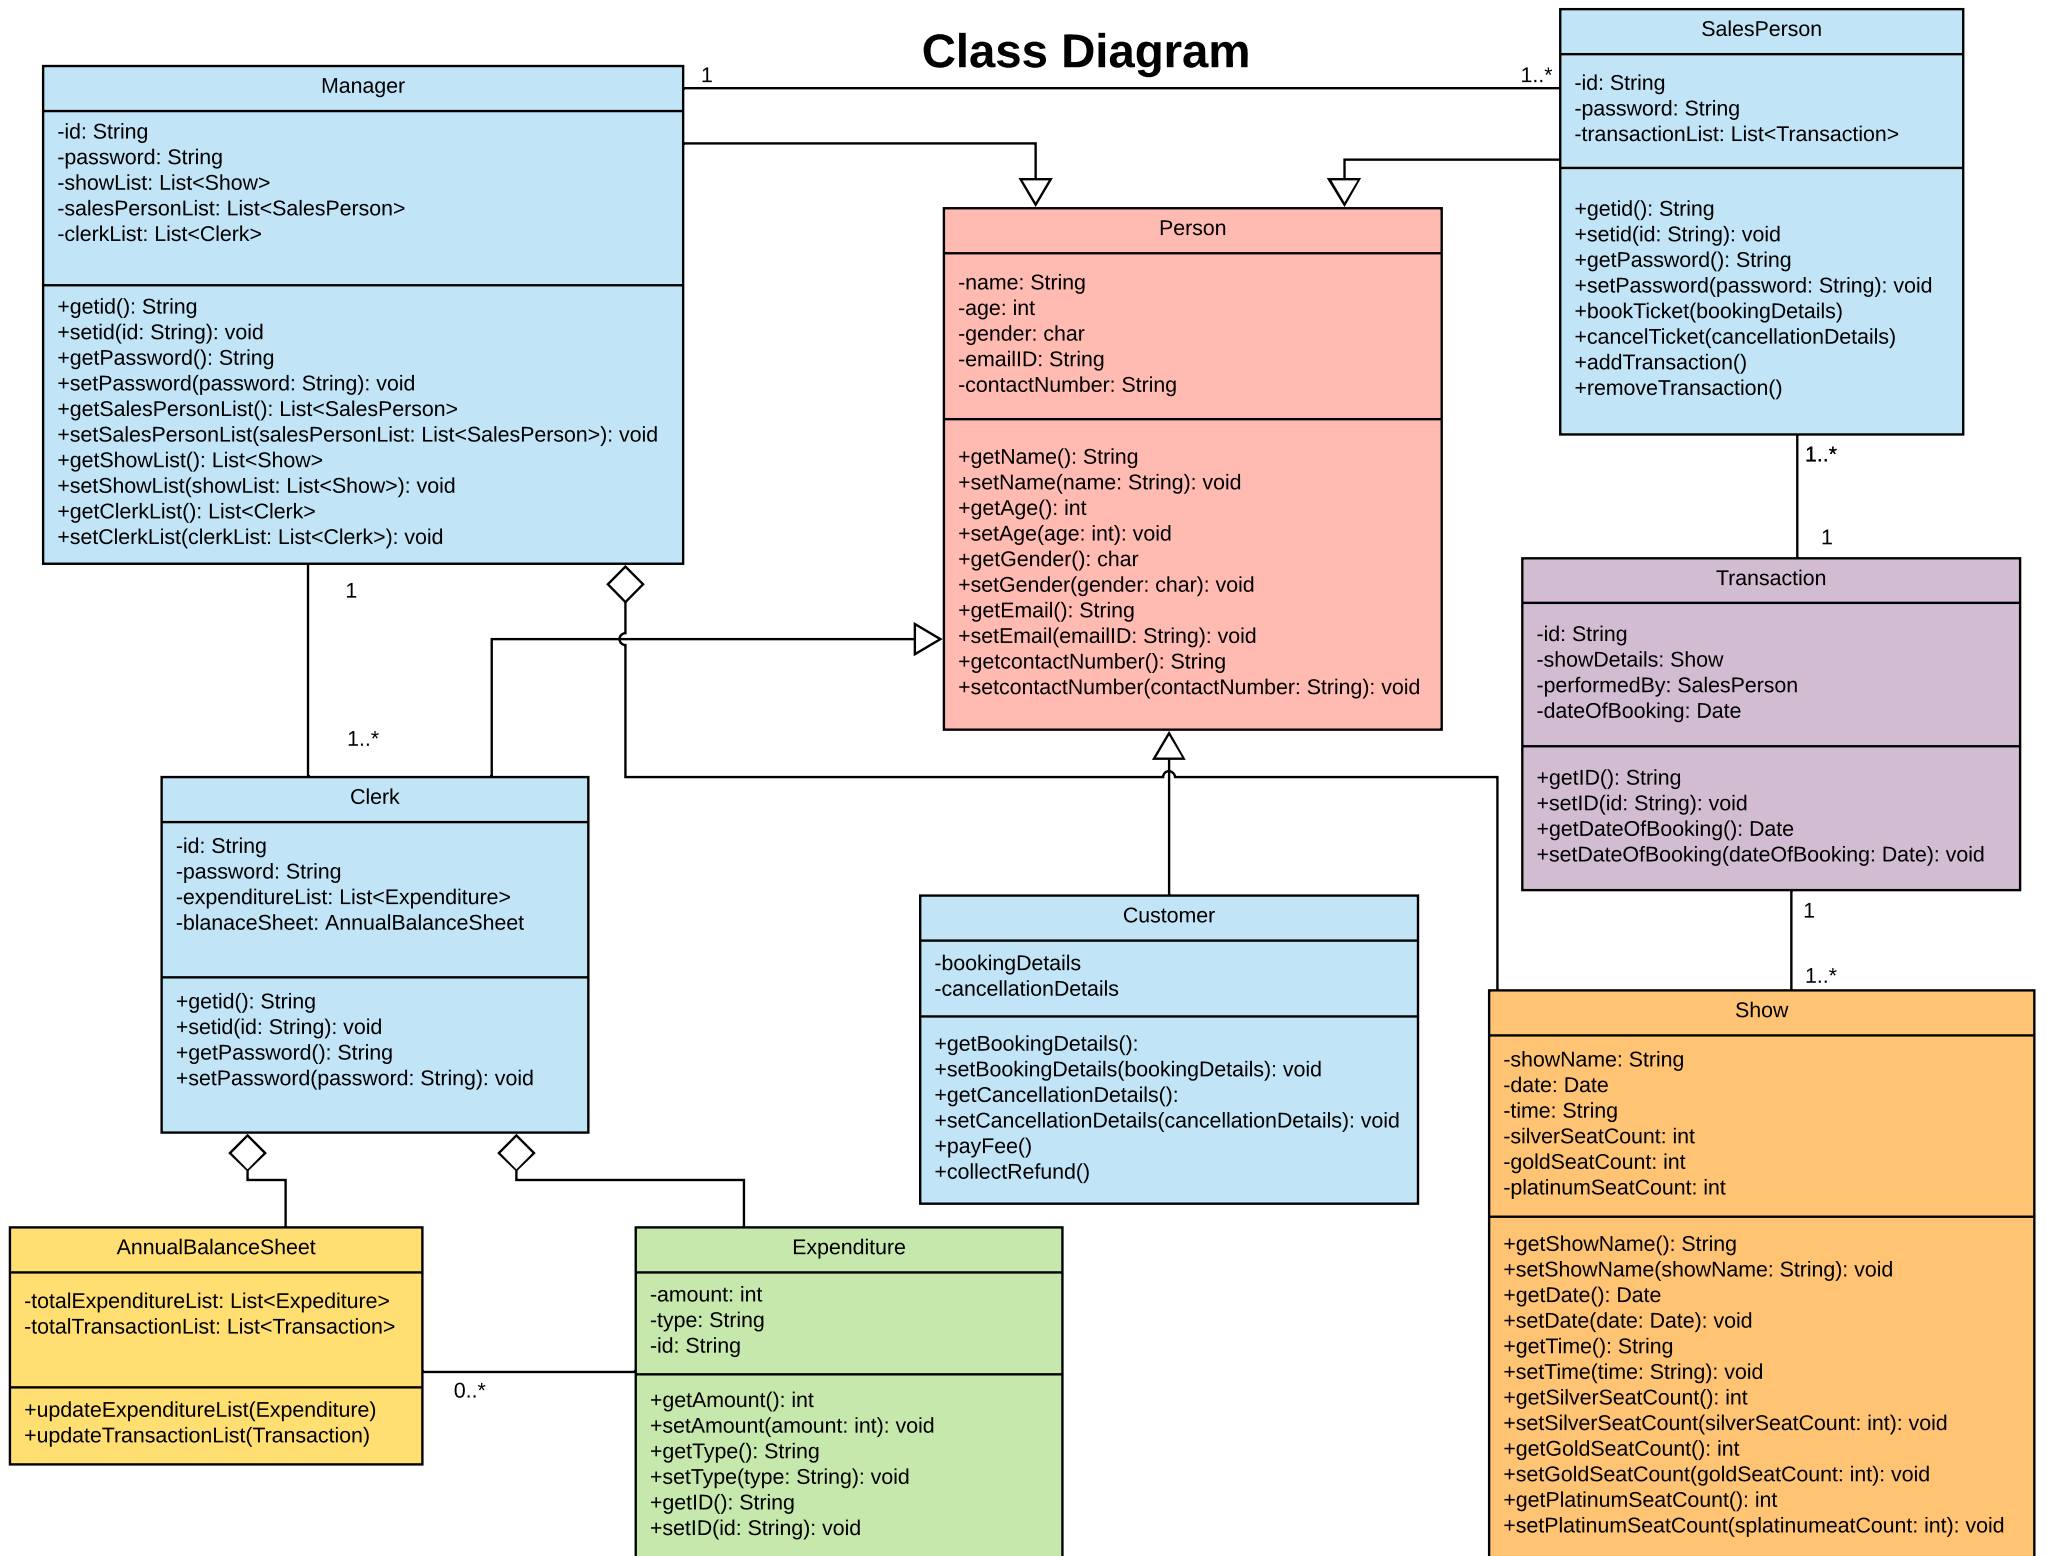 Class Diagram
Manager
-id: String
-password: String
-showList: List<Show>
-salesPersonList: List<SalesPerson>
-clerkList: List<Clerk>
+getid(): String
+setid(id: String): void
+getPassword(): String
+setPassword(password: String): void
+getSalesPersonList(): List<SalesPerson>
+setSalesPersonList(salesPersonList: List<SalesPerson>): void
+getShowList(): List<Show>
+setShowList(showList: List<Show>): void
+getClerkList(): List<Clerk>
+setClerkList(clerkList: List<Clerk>): void
1
1..*
SalesPerson
-id: String
-password: String
-transactionList: List<Transaction>
+getid(): String
+setid(id: String): void
+getPassword(): String
+setPassword(password: String): void
+bookTicket(bookingDetails)
+cancelTicket(cancellationDetails)
+addTransaction()
+removeTransaction()
Person
-name: String
-age: int
-gender: char
-emailID: String
-contactNumber: String
+getName(): String
+setName(name: String): void
+getAge(): int
+setAge(age: int): void
+getGender(): char
+setGender(gender: char): void
+getEmail(): String
+setEmail(emailID: String): void
+getcontactNumber(): String
+setcontactNumber(contactNumber: String): void
1..*
1
Transaction
-id: String
-showDetails: Show
-performedBy: SalesPerson
-dateOfBooking: Date
+getID(): String
+setID(id: String): void
+getDateOfBooking(): Date
+setDateOfBooking(dateOfBooking: Date): void
1
1..*
1
1..*
Clerk
-id: String
-password: String
-expenditureList: List<Expenditure>
-blanaceSheet: AnnualBalanceSheet
+getid(): String
+setid(id: String): void
+getPassword(): String
+setPassword(password: String): void
Customer
-bookingDetails
-cancellationDetails
+getBookingDetails():
+setBookingDetails(bookingDetails): void
+getCancellationDetails():
+setCancellationDetails(cancellationDetails): void
+payFee()
+collectRefund()
Show
-showName: String
-date: Date
-time: String
-silverSeatCount: int
-goldSeatCount: int
-platinumSeatCount: int
+getShowName(): String
+setShowName(showName: String): void
+getDate(): Date
+setDate(date: Date): void
+getTime(): String
+setTime(time: String): void
+getSilverSeatCount(): int
+setSilverSeatCount(silverSeatCount: int): void
+getGoldSeatCount(): int
+setGoldSeatCount(goldSeatCount: int): void
+getPlatinumSeatCount(): int
+setPlatinumSeatCount(splatinumeatCount: int): void
AnnualBalanceSheet
-totalExpenditureList: List<Expediture>
-totalTransactionList: List<Transaction>
+updateExpenditureList(Expenditure)
+updateTransactionList(Transaction)
0..*
Expenditure
-amount: int
-type: String
-id: String
+getAmount(): int
+setAmount(amount: int): void
+getType(): String
+setType(type: String): void
+getID(): String
+setID(id: String): void